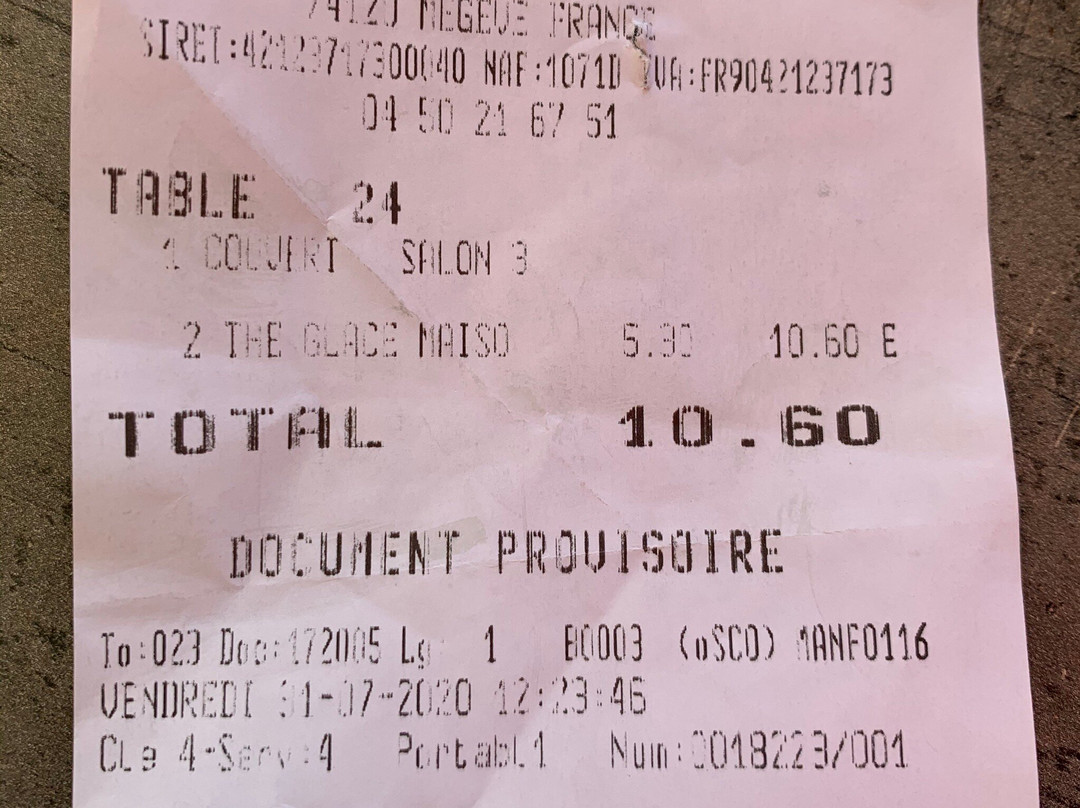 74120 MEGEVE FRANCE
SIRET:42123717300040 NAF:1071D TVA:FR90421237173
04 50 21 67 51
TABLE 24
1 COUVERT SALON 3
2 THE GLACE MAISO 5.30 10.60 E
TOTAL 10.60
DOCUMENT PROVISOIRE
To:023 Doc:172005 Lg 1 B0003 (oSCO) MANF0116
VENDREDI 31-07-2020 12:23:46
Cle 4-Serv:4 Portabl1 Num:0018223/001